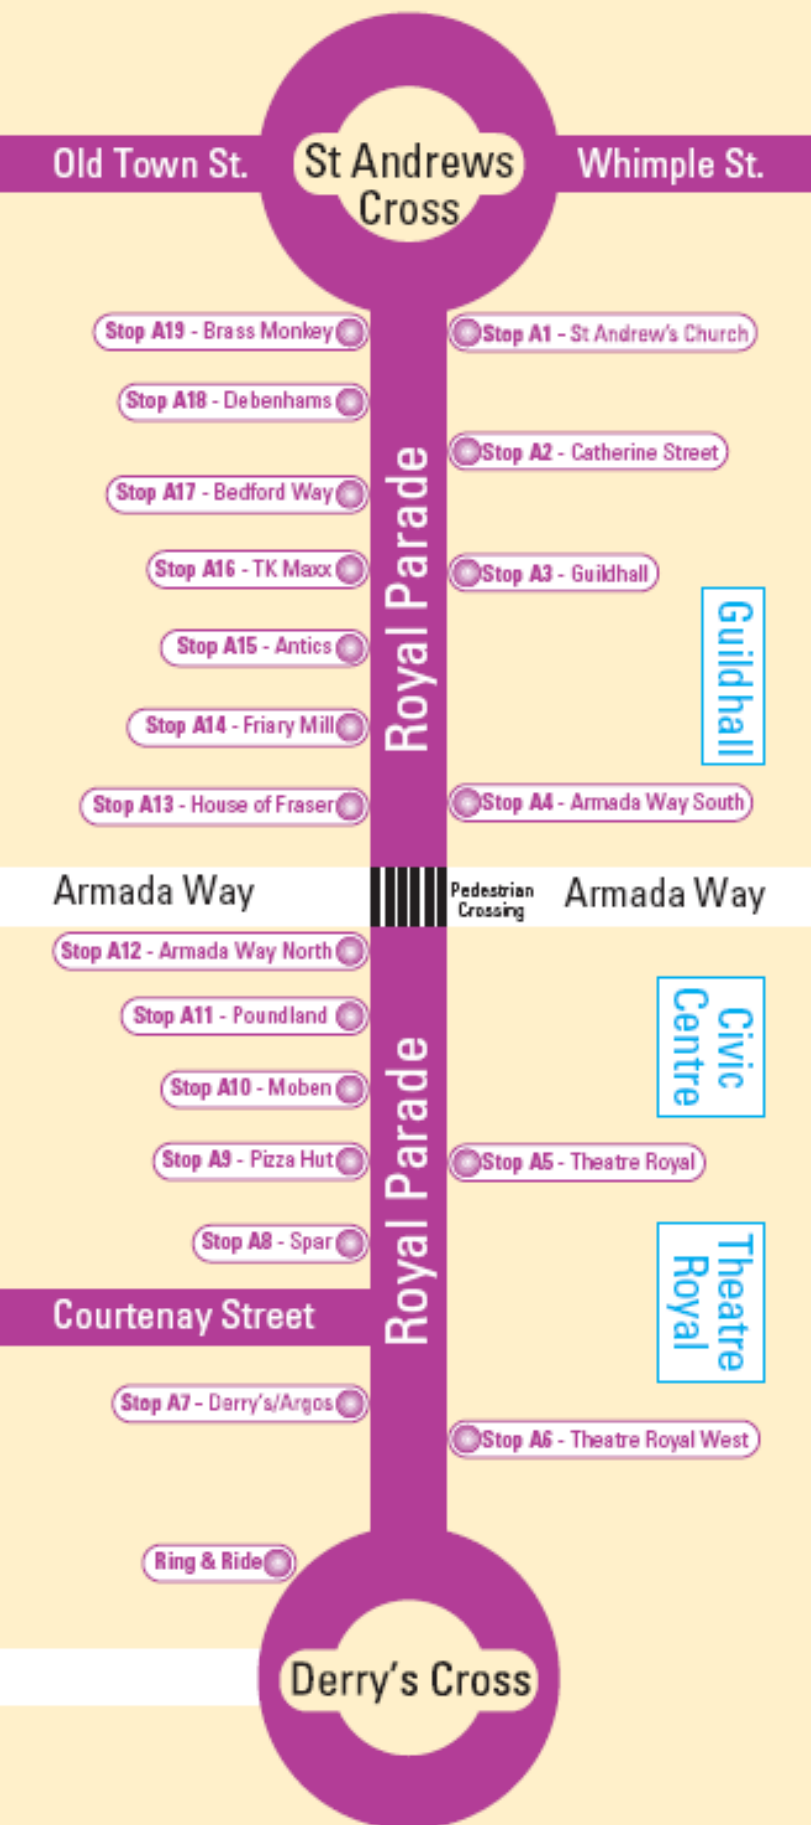 Old Town St.
St Andrews
Cross
Whimple St.
Stop A19 - Brass Monkey
Stop A1 - St Andrew's Church
Stop A18 - Debenhams
Stop A2 - Catherine Street
Stop A17 - Bedford Way
Stop A16 - TK Maxx
Stop A3 - Guildhall
Royal Parade
Guildhall
Stop A15 - Antics
Stop A14 - Friary Mill
Stop A13 - House of Fraser
Stop A4 - Armada Way South
Armada Way
Pedestrian
Crossing
Armada Way
Stop A12 - Armada Way North
Stop A11 - Poundland
Civic
Centre
Stop A10 - Moben
Royal Parade
Stop A9 - Pizza Hut
Stop A5 - Theatre Royal
Stop A8 - Spar
Theatre
Royal
Courtenay Street
Stop A7 - Derry's/Argos
Stop A6 - Theatre Royal West
Ring & Ride
Derry's Cross